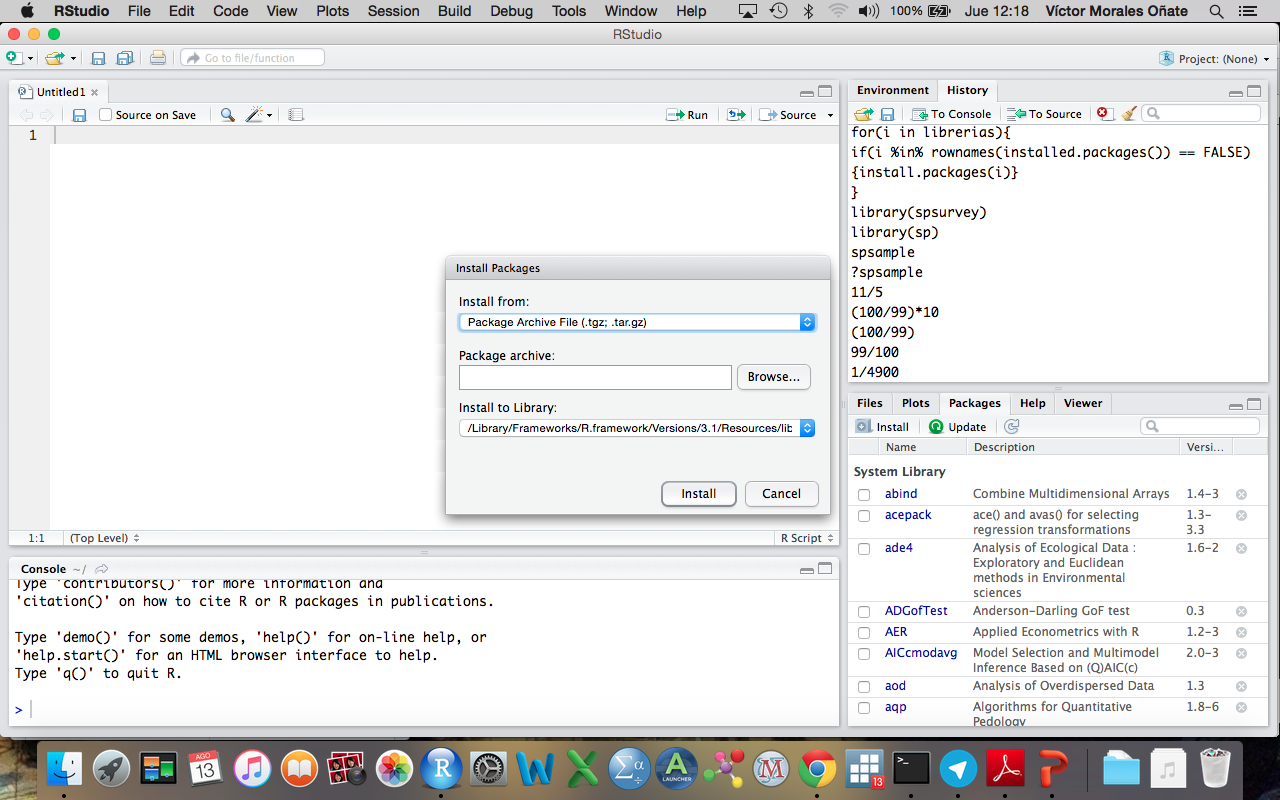 RStudio File Edit Code View Plots Session Build Debug Tools Window Help 100% Jue 12:18 Víctor Morales Oñate
RStudio
Go to file/function
Project: (None)
Untitled1
Source on Save
Run
Source
1
1:1 (Top Level)
R Script
Install Packages
Install from:
Package Archive File (.tgz; .tar.gz)
Package archive:
Browse...
Install to Library:
/Library/Frameworks/R.framework/Versions/3.1/Resources/lib
Install
Cancel
Console ~/
Type 'contributors()' for more information and
'citation()' on how to cite R or R packages in publications.
Type 'demo()' for some demos, 'help()' for on-line help, or
'help.start()' for an HTML browser interface to help.
Type 'q()' to quit R.
>
Environment History
To Console To Source
for(i in librerias){
if(i %in% rownames(installed.packages()) == FALSE)
{install.packages(i)}
}
library(spsurvey)
library(sp)
spsample
?spsample
11/5
(100/99)*10
(100/99)
99/100
1/4900
Files Plots Packages Help Viewer
Install Update
Name Description Versi...
System Library
abind Combine Multidimensional Arrays 1.4-3
acepack ace() and avas() for selecting 1.3-
regression transformations 3.3
ade4 Analysis of Ecological Data : 1.6-2
Exploratory and Euclidean
methods in Environmental
sciences
ADGofTest Anderson-Darling GoF test 0.3
AER Applied Econometrics with R 1.2-3
AICcmodavg Model Selection and Multimodel 2.0-3
Inference Based on (Q)AIC(c)
aod Analysis of Overdispersed Data 1.3
aqp Algorithms for Quantitative 1.8-6
Pedology
AGO
13
R
W
X
Σα
A
LAUNCHER
M
13
>_
P